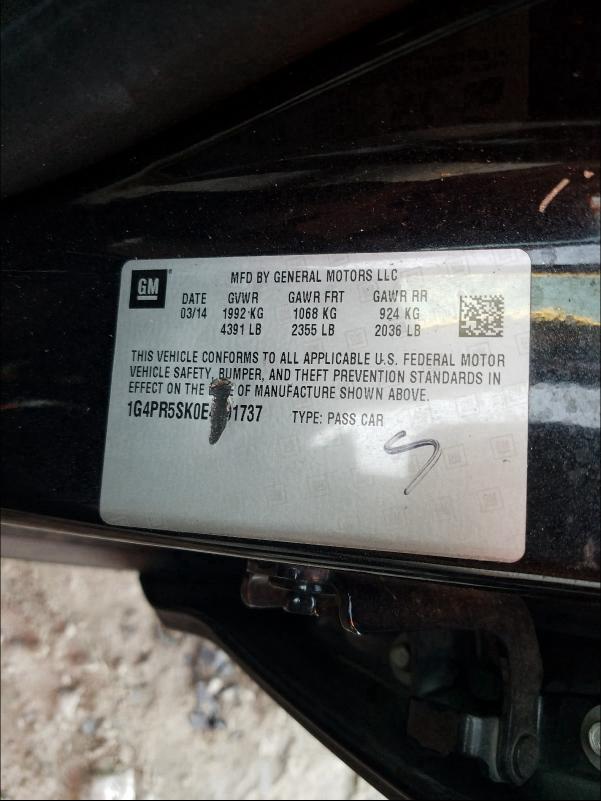 GM
MFD BY GENERAL MOTORS LLC
DATE GVWR GAWR FRT GAWR RR
03/14 1992 KG 1068 KG 924 KG
4391 LB 2355 LB 2036 LB
THIS VEHICLE CONFORMS TO ALL APPLICABLE U.S. FEDERAL MOTOR
VEHICLE SAFETY, BUMPER, AND THEFT PREVENTION STANDARDS IN
EFFECT ON THE OF MANUFACTURE SHOWN ABOVE.
1G4PR5SK0E 1737 TYPE: PASS CAR